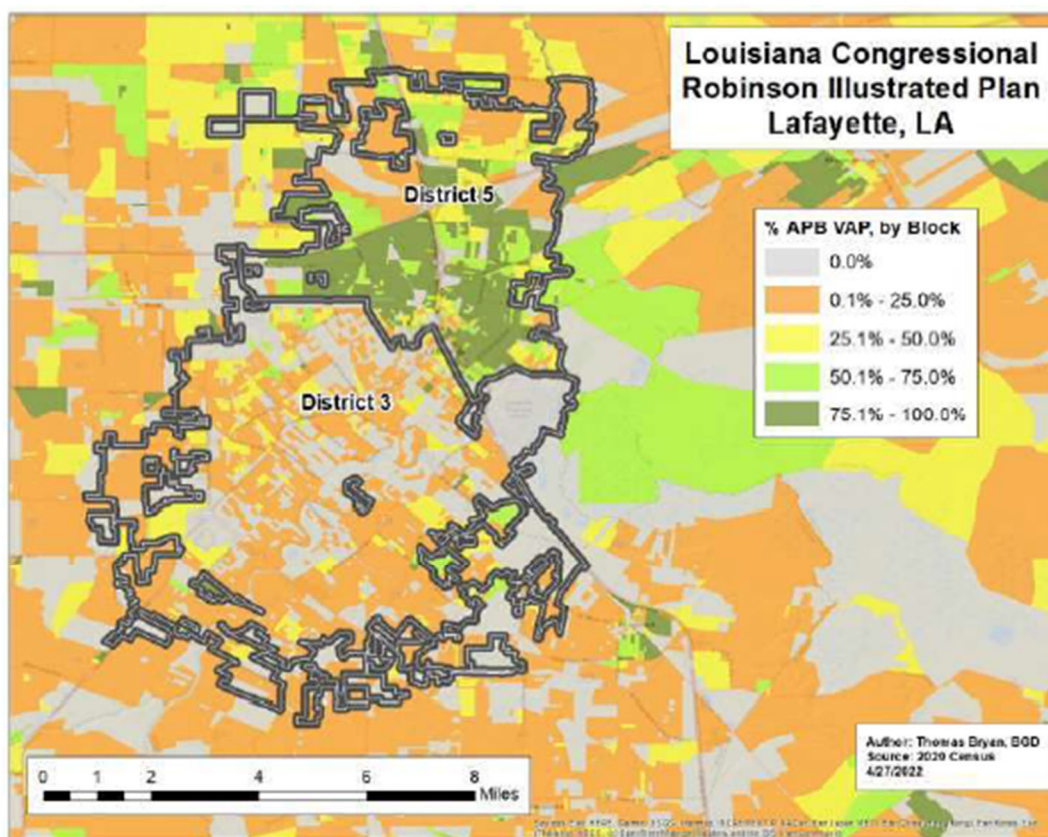 Louisiana Congressional
Robinson Illustrated Plan
Lafayette, LA
District 5
% APB VAP, by Block
0.0%
0.1% - 25.0%
25.1% - 50.0%
50.1% - 75.0%
75.1% - 100.0%
District 3
Author: Thomas Bryan, BGD
Source: 2020 Census
4/27/2022
0 1 2 4 6 8
Miles